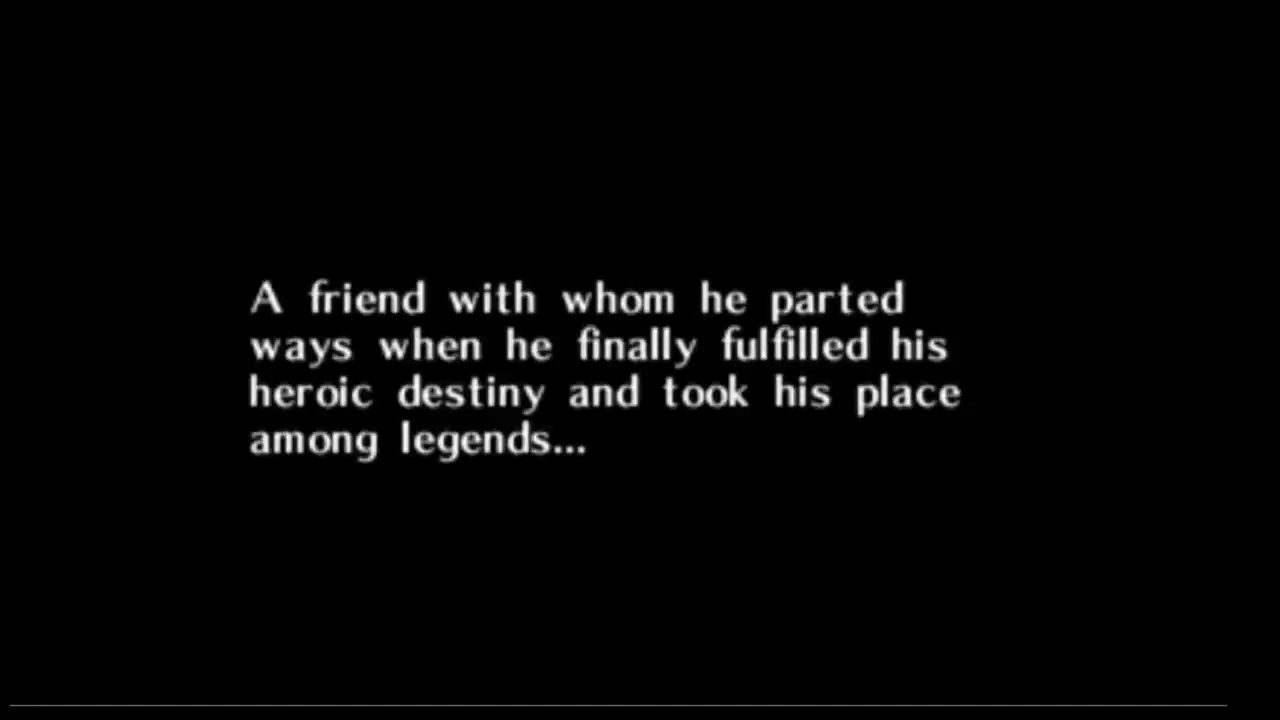 A friend with whom he parted
ways when he finally fulfilled his
heroic destiny and took his place
among legends...